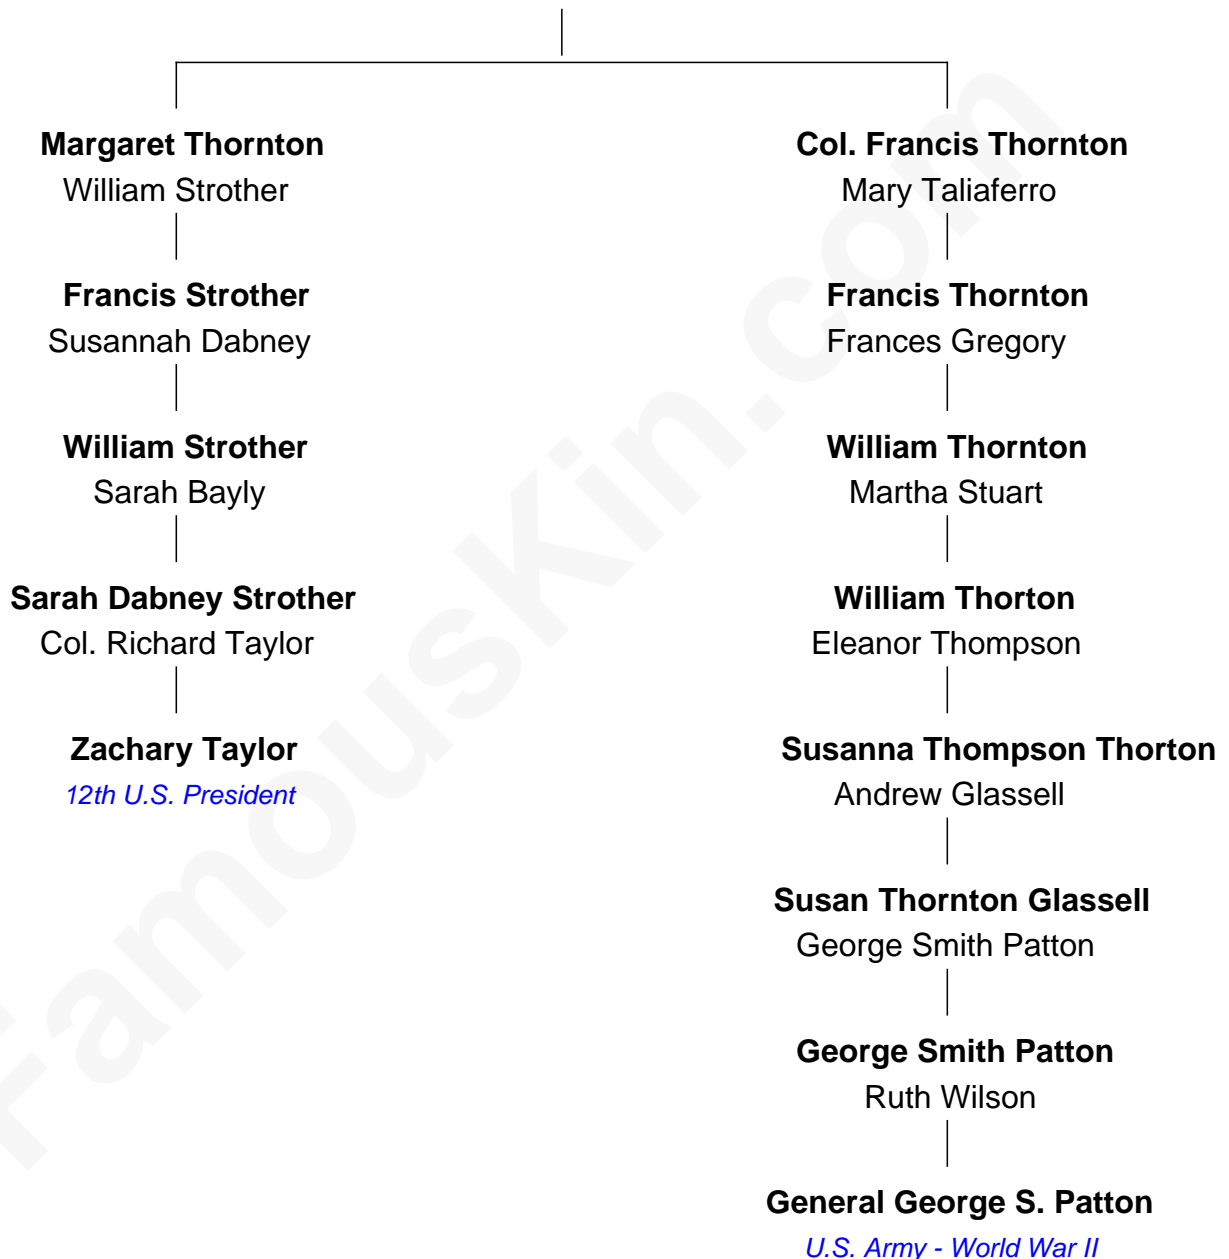 Margaret Thornton
William Strother
Francis Strother
Susannah Dabney
William Strother
Sarah Bayly
Sarah Dabney Strother
Col. Richard Taylor
Zachary Taylor
12th U.S. President
Col. Francis Thornton
Mary Taliaferro
Francis Thornton
Frances Gregory
William Thornton
Martha Stuart
William Thorton
Eleanor Thompson
Susanna Thompson Thorton
Andrew Glassell
Susan Thornton Glassell
George Smith Patton
George Smith Patton
Ruth Wilson
General George S. Patton
U.S. Army - World War II
FamousKin.com